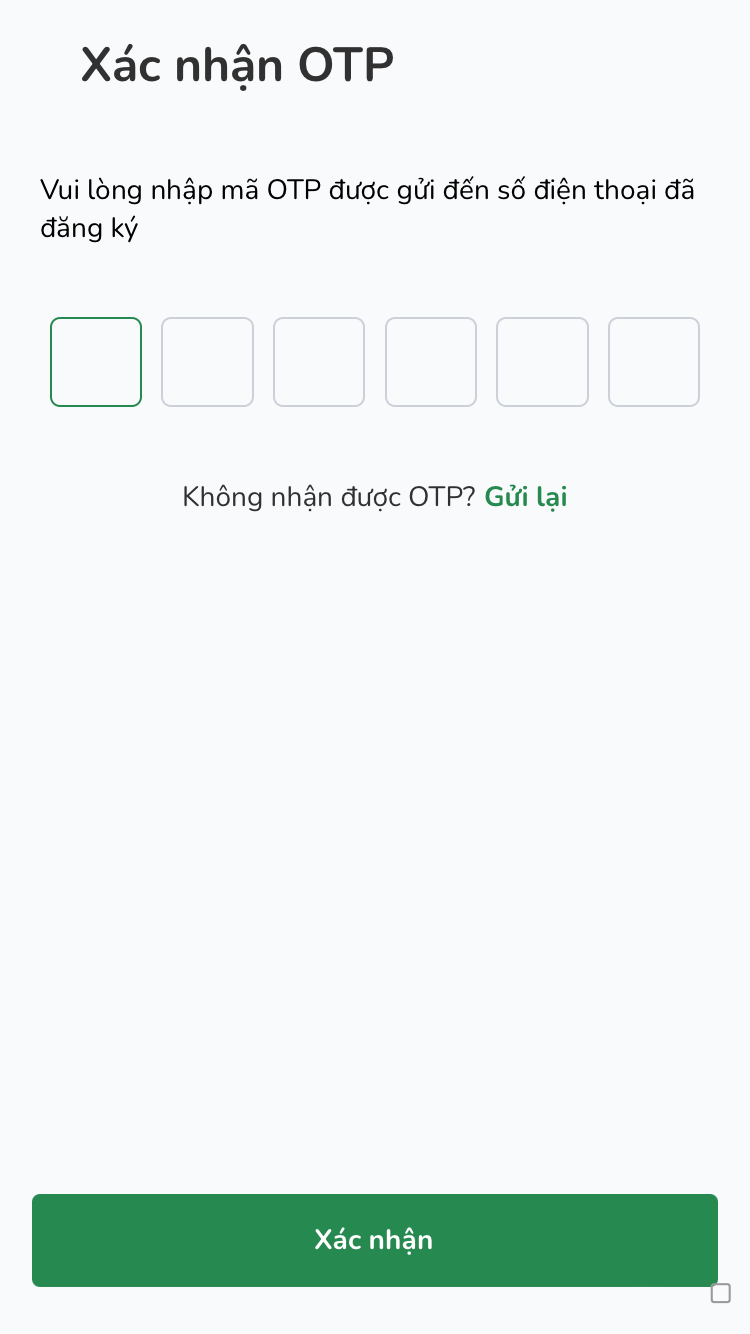 Xác nhận OTP
Vui lòng nhập mã OTP được gửi đến số điện thoại đã
đăng ký
Không nhận được OTP? Gửi lại
Xác nhận